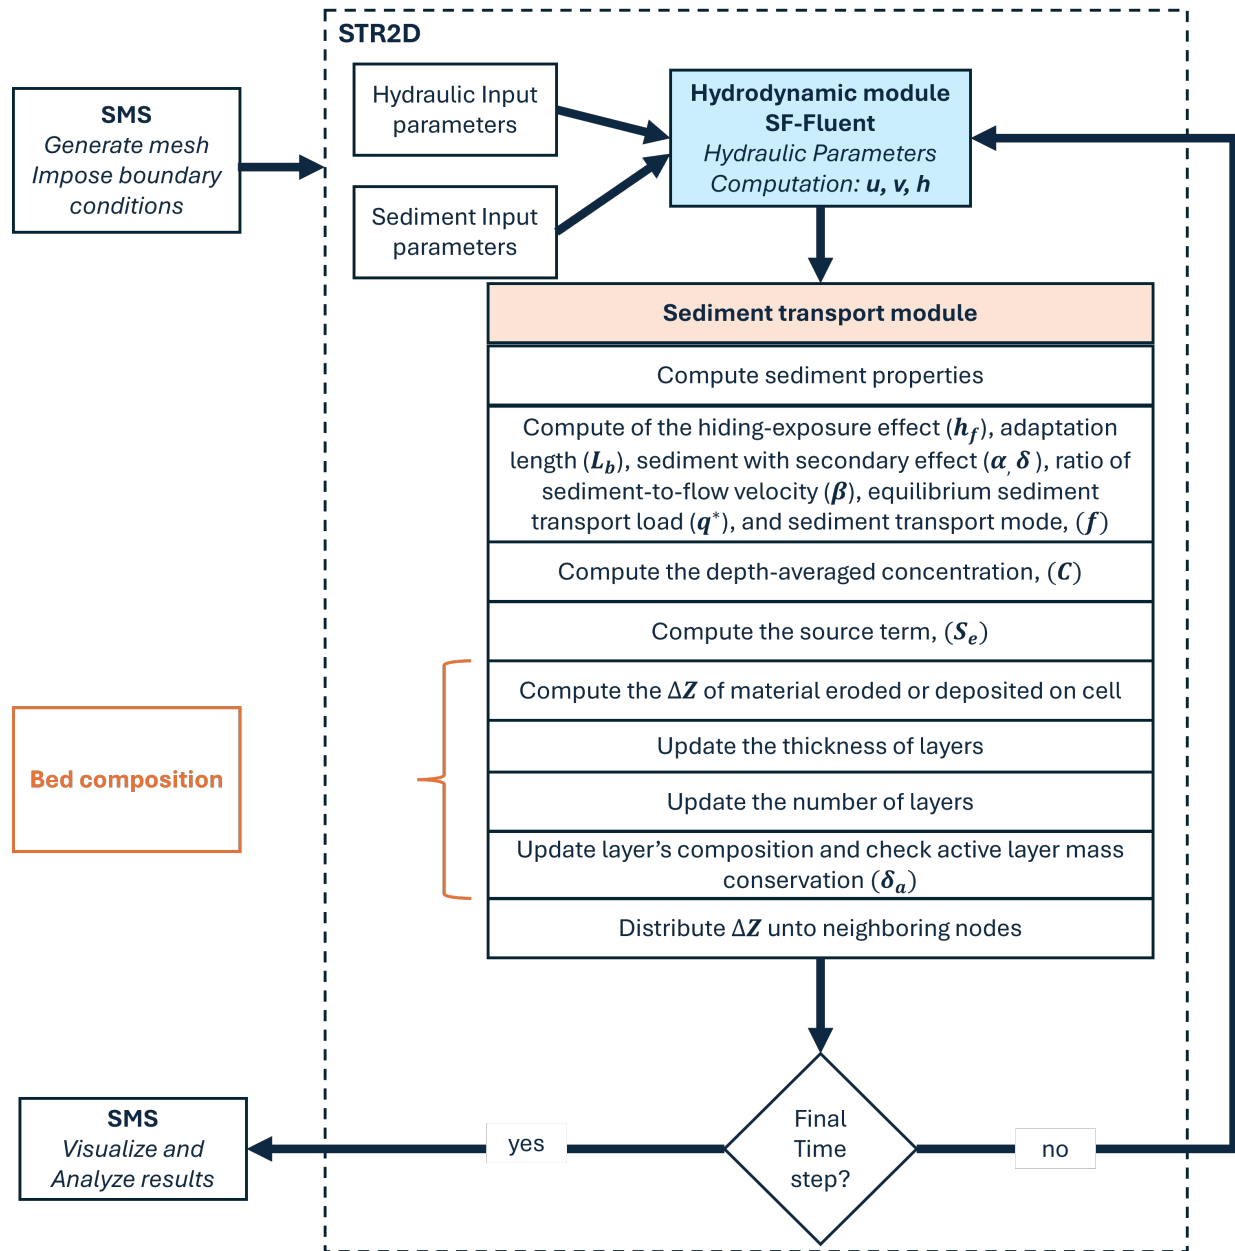 STR2D
SMS
Generate mesh
Impose boundary
conditions
Hydraulic Input
parameters
Sediment Input
parameters
Hydrodynamic module
SF-Fluent
Hydraulic Parameters
Computation: u, v, h
Sediment transport module
Compute sediment properties
Compute of the hiding-exposure effect (h_f), adaptation
length (L_b), sediment with secondary effect (α, δ ), ratio of
sediment-to-flow velocity (β), equilibrium sediment
transport load (q*), and sediment transport mode, (f)
Compute the depth-averaged concentration, (C)
Compute the source term, (S_e)
Compute the ΔZ of material eroded or deposited on cell
Update the thickness of layers
Update the number of layers
Update layer’s composition and check active layer mass
conservation (δ_a)
Distribute ΔZ unto neighboring nodes
Bed composition
Final
Time
step?
yes
no
SMS
Visualize and
Analyze results